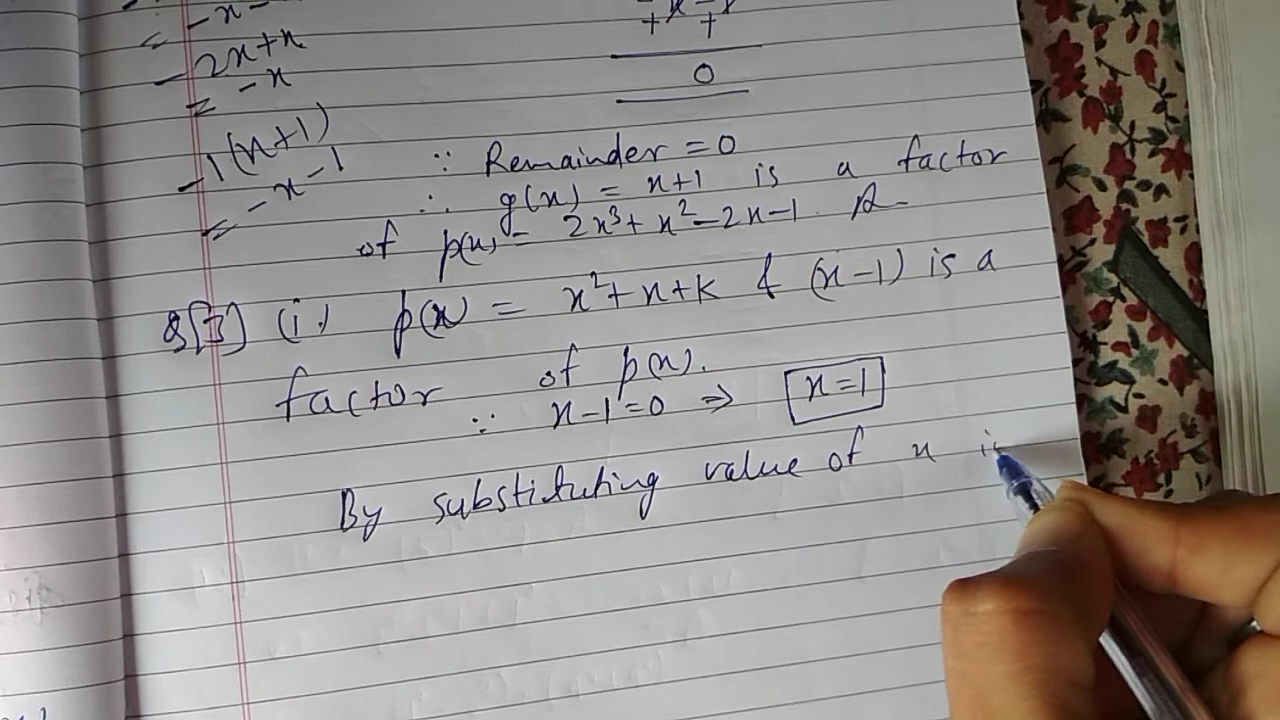 -x-
2x+x
= -x
-1(x+1)
= -x-1
+x +
0
∵ Remainder = 0
∴ g(x) = x+1 is a factor
of p(x) = 2x³+x²-2x-1.
Q[3] (i) p(x) = x²+x+k & (x-1) is a
factor of p(x).
∵ x-1=0 ⇒ x=1
By substituting value of x i